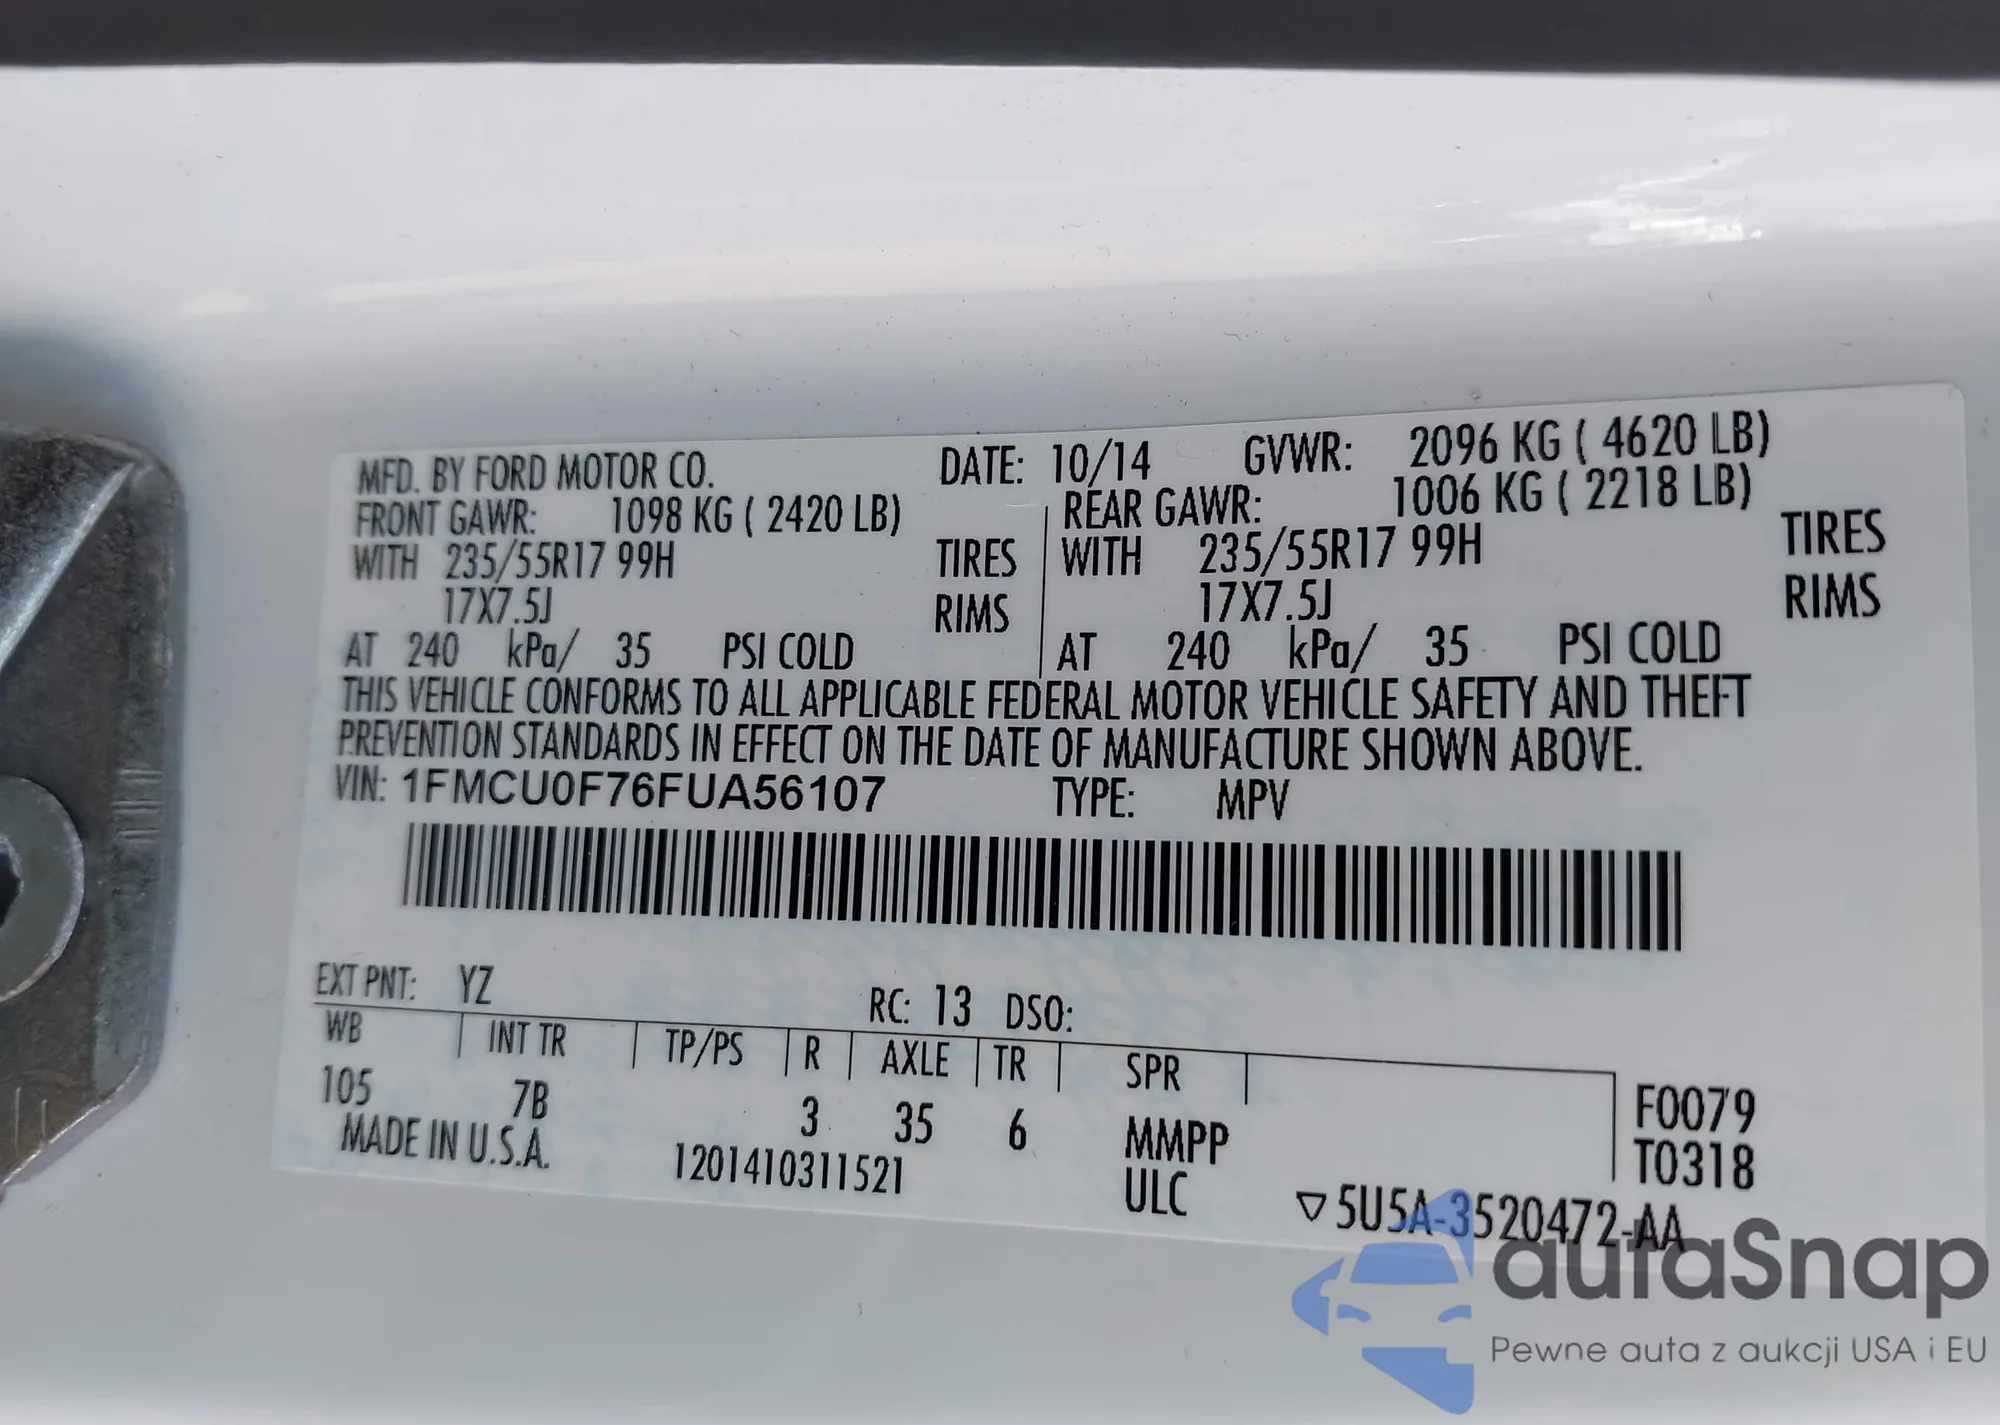 MFD. BY FORD MOTOR CO. DATE: 10/14 GVWR: 2096 KG ( 4620 LB)
FRONT GAWR: 1098 KG ( 2420 LB) REAR GAWR: 1006 KG ( 2218 LB)
WITH 235/55R17 99H TIRES WITH 235/55R17 99H TIRES
17X7.5J RIMS 17X7.5J RIMS
AT 240 kPa/ 35 PSI COLD AT 240 kPa/ 35 PSI COLD
THIS VEHICLE CONFORMS TO ALL APPLICABLE FEDERAL MOTOR VEHICLE SAFETY AND THEFT
PREVENTION STANDARDS IN EFFECT ON THE DATE OF MANUFACTURE SHOWN ABOVE.
VIN: 1FMCU0F76FUA56107 TYPE: MPV
EXT PNT: YZ RC: 13 DSO:
WB INT TR TP/PS R AXLE TR SPR
105 7B 3 35 6 MMPP F0079
MADE IN U.S.A. 1201410311521 ULC T0318
▽5U5A-3520472-AA
autaSnap
Pewne auta z aukcji USA i EU